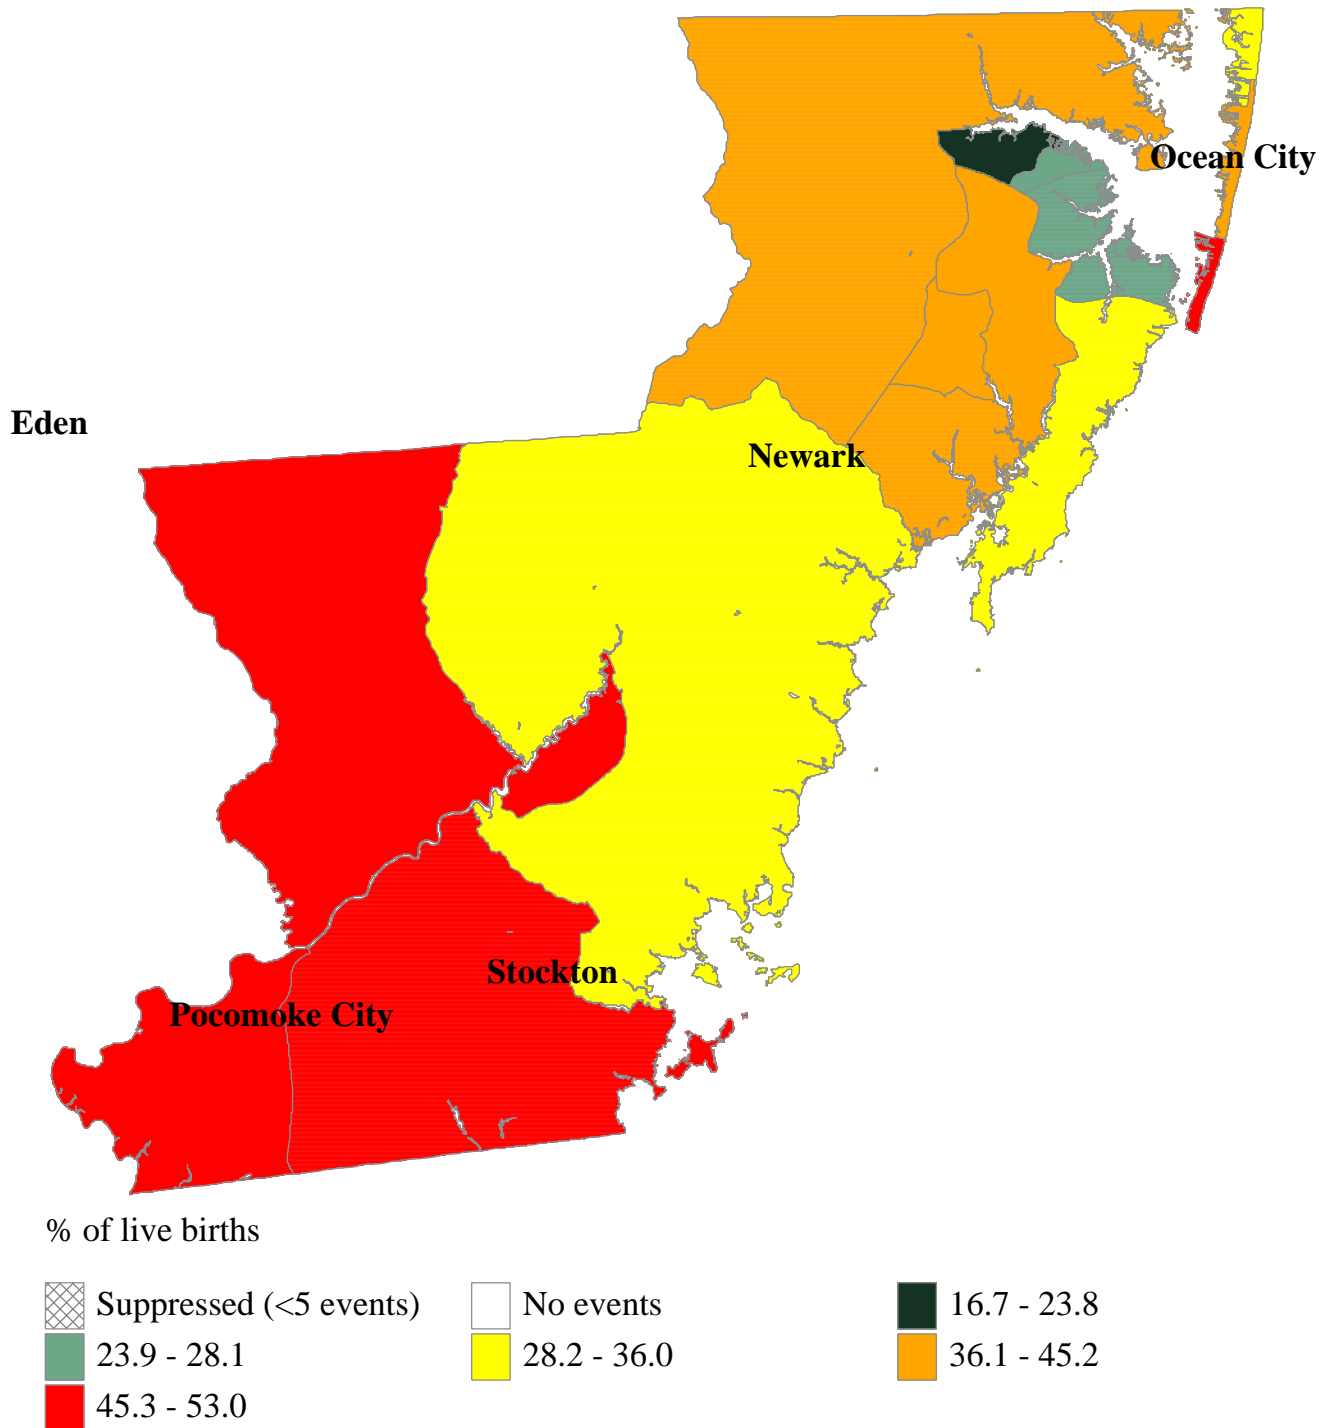 Ocean City
Eden
Newark
Stockton
Pocomoke City
% of live births
Suppressed (<5 events)
No events
16.7 - 23.8
23.9 - 28.1
28.2 - 36.0
36.1 - 45.2
45.3 - 53.0